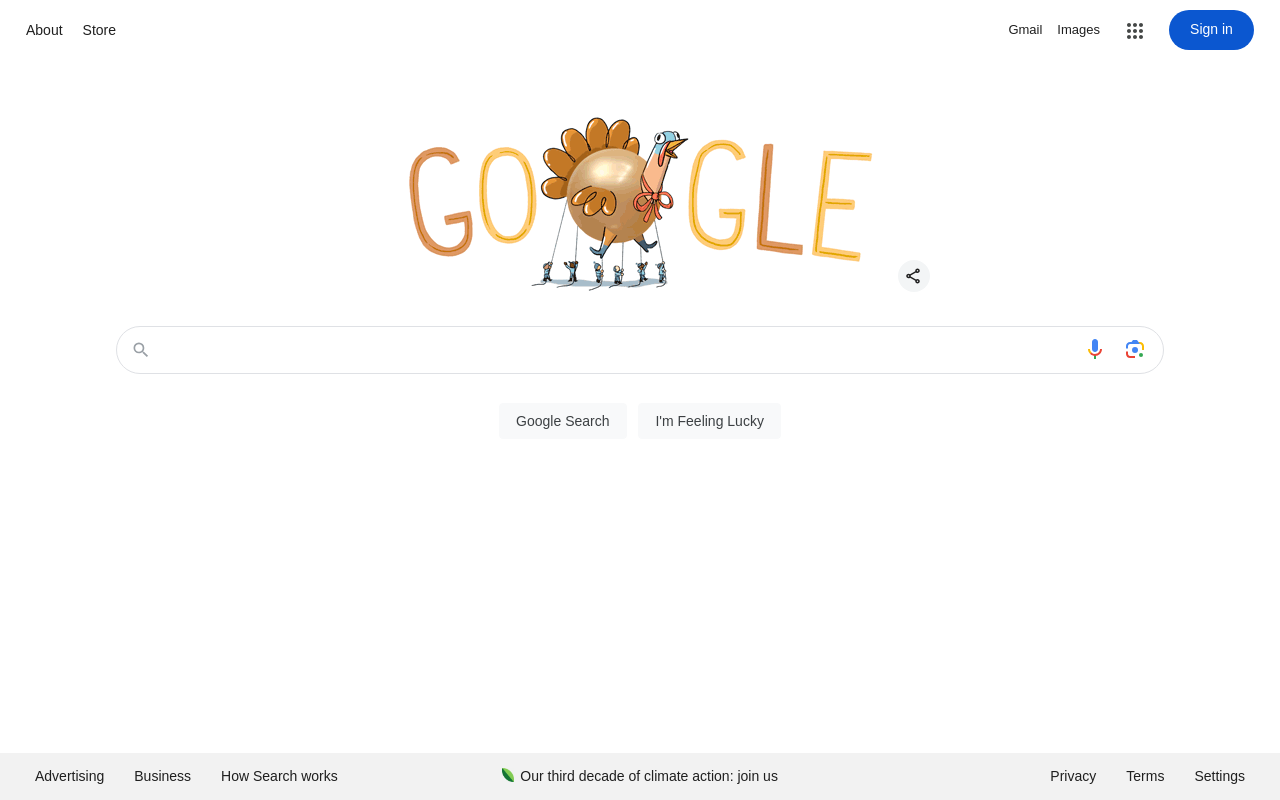 About Store
Gmail Images Sign in
GOOGLE
Google Search I'm Feeling Lucky
Advertising Business How Search works Our third decade of climate action: join us Privacy Terms Settings